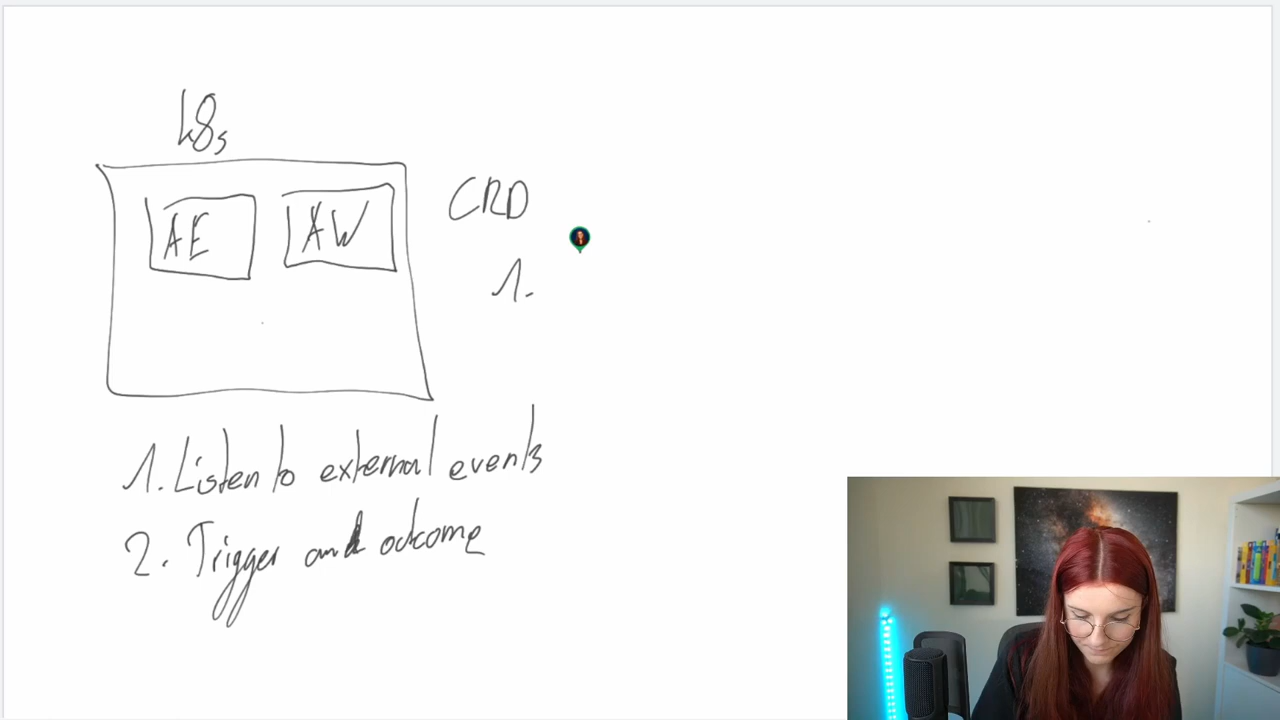 k8s
AE AW
CRD
1.
1. Listen to external events
2. Trigger and outcome